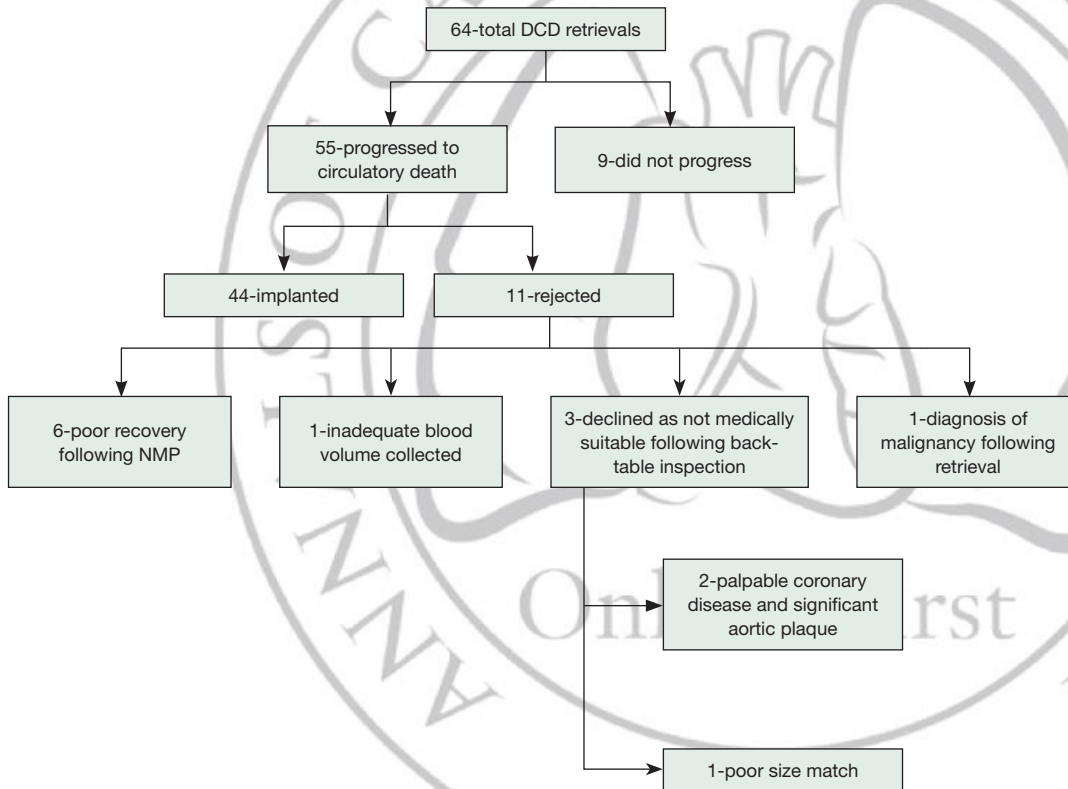 64-total DCD retrievals
55-progressed to
circulatory death
9-did not progress
44-implanted
11-rejected
6-poor recovery
following NMP
1-inadequate blood
volume collected
3-declined as not medically
suitable following back-
table inspection
1-diagnosis of
malignancy following
retrieval
2-palpable coronary
disease and significant
aortic plaque
1-poor size match